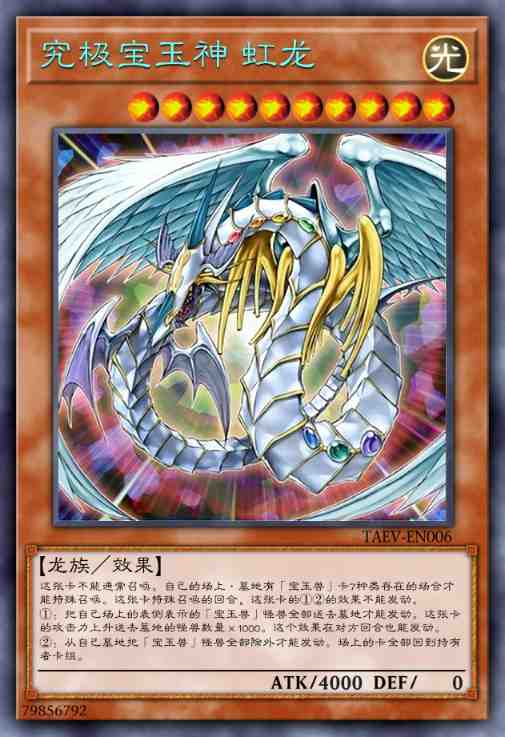 究极宝玉神 虹龙
光
TAEV-EN006
【龙族／效果】
这张卡不能通常召唤。自己的场上·墓地有「宝玉兽」卡7种类存在的场合才
能特殊召唤。这张卡特殊召唤的回合，这张卡的①②的效果不能发动。
①：把自己场上的表侧表示的「宝玉兽」怪兽全部送去墓地才能发动。这张卡
的攻击力上升送去墓地的怪兽数量×1000。这个效果在对方回合也能发动。
②：从自己墓地把「宝玉兽」怪兽全部除外才能发动。场上的卡全部回到持有
者卡组。
ATK/4000 DEF/ 0
79856792